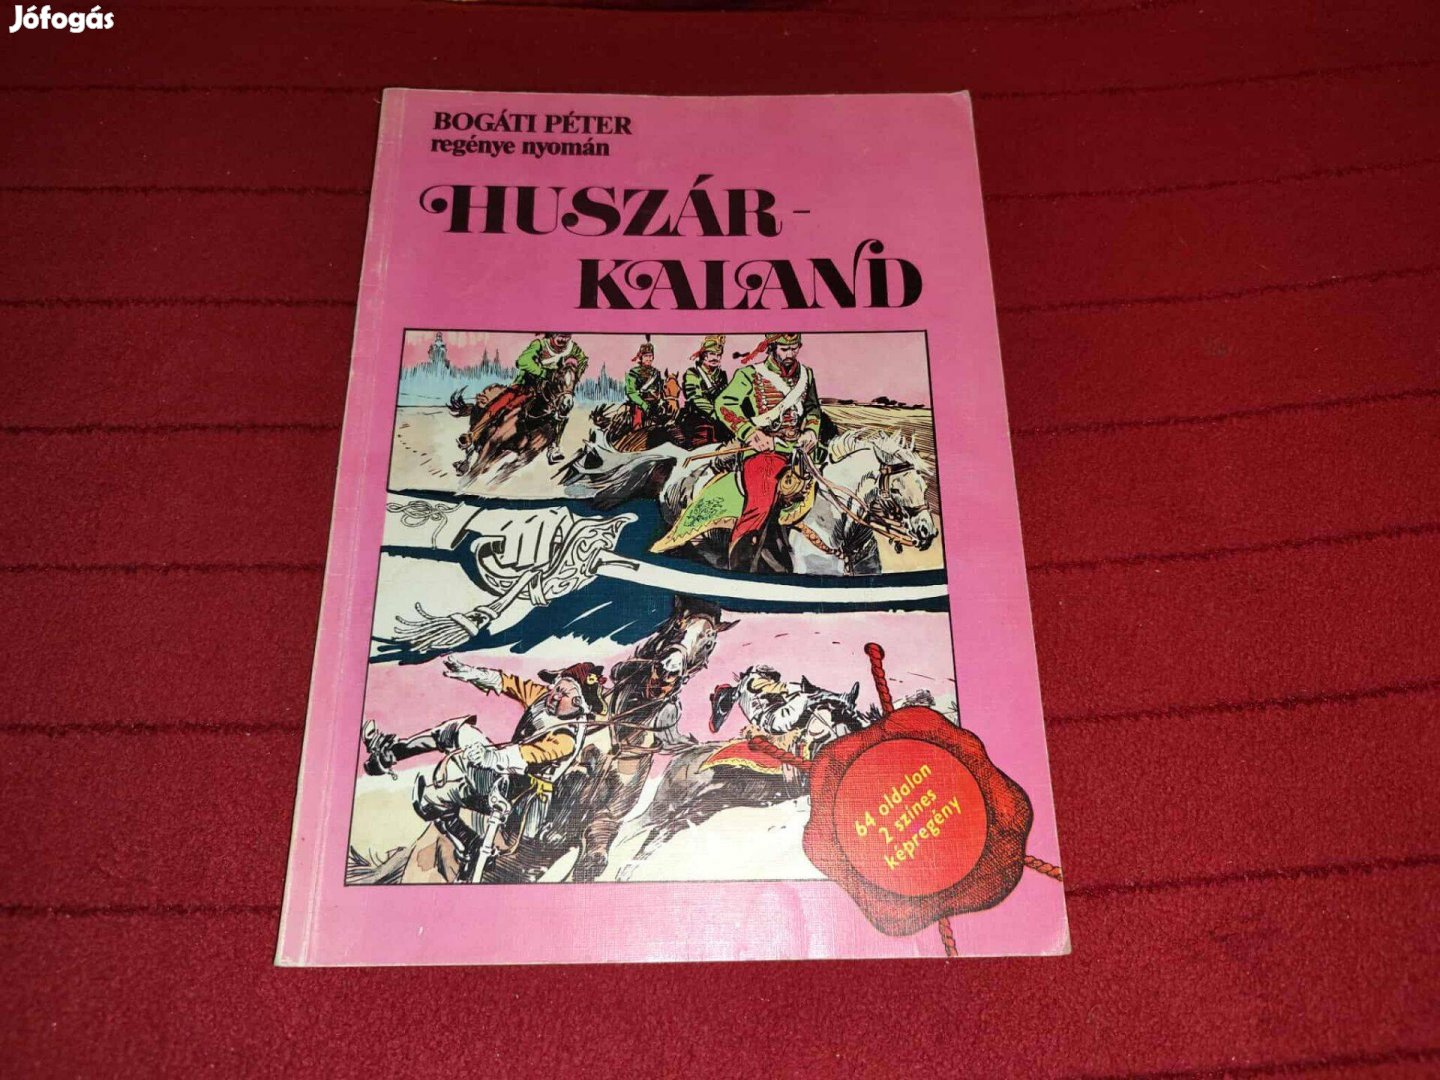 Jófogás
BOGÁTI PÉTER
regénye nyomán
HUSZÁR-
KALAND
64 oldalon
2 színes
képregény